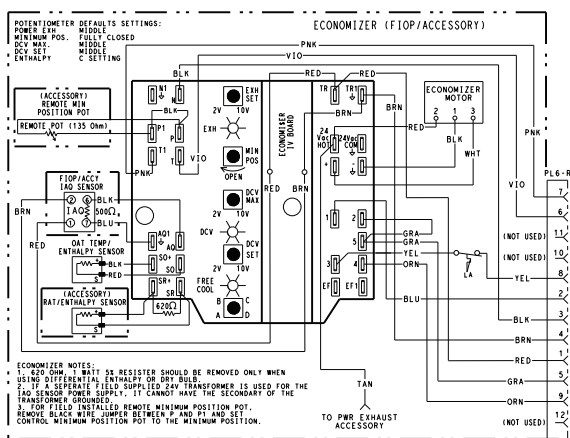 POTENTIOMETER DEFAULTS SETTINGS:
POWER EXH MIDDLE
MINIMUM POS. FULLY CLOSED
DCV MAX. MIDDLE
DCV SET MIDDLE
ENTHALPY C SETTING
ECONOMIZER (FIOP/ACCESSORY)
PNK
VIO
BLK
RED
RED
(ACCESSORY)
REMOTE MIN
POSITION POT
REMOTE POT (135 Ohm)
N1
N
EXH
SET
2V 10V
TR
TR1
BRN
BRN
ECONOMIZER
MOTOR
2 1 3
BLK
P1
P
EXH
ECONOMISER
IV BOARD
RED
24
Vac
HOT
24Vac
COM
BLK
WHT
PNK
T1
T
VIO
PNK
MIN
POS
OPEN
+
-
PL6-R
FIOP/ACCY
IAQ SENSOR
2 6
IAQ
500Ω
1 7
BLK
BLU
BRN
RED
DCV
MAX
2V 10V
RED
BRN
VIO
7
6
1
2
AQ1
AQ
DCV
GRA
GRA
5
(NOT USED)
11
OAT TEMP/
ENTHALPY SENSOR
+
S
BLK
RED
SO+
SO
DCV
SET
2V 10V
YEL
ORN
3
4
LA
(NOT USED)
10
YEL
8
(ACCESSORY)
RAT/ENTHALPY SENSOR
+
S
SR+
SR
620Ω
FREE
COOL
B C
A D
EF
EF1
BLU
2
BLK
3
BRN
4
RED
1
GRA
5
ORN
9
(NOT USED)
12
TAN
TO PWR EXHAUST
ACCESSORY
ECONOMIZER NOTES:
1. 620 OHM, 1 WATT 5% RESISTER SHOULD BE REMOVED ONLY WHEN
USING DIFFERENTIAL ENTHALPY OR DRY BULB.
2. IF A SEPERATE FIELD SUPPLIED 24V TRANSFORMER IS USED FOR THE
IAQ SENSOR POWER SUPPLY, IT CANNOT HAVE THE SECONDARY OF THE
TRANSFORMER GROUNDED.
3. FOR FIELD INSTALLED REMOTE MINIMUM POSITION POT,
REMOVE BLACK WIRE JUMPER BETWEEN P AND P1 AND SET
CONTROL MINIMUM POSITION POT TO THE MINIMUM POSITION.